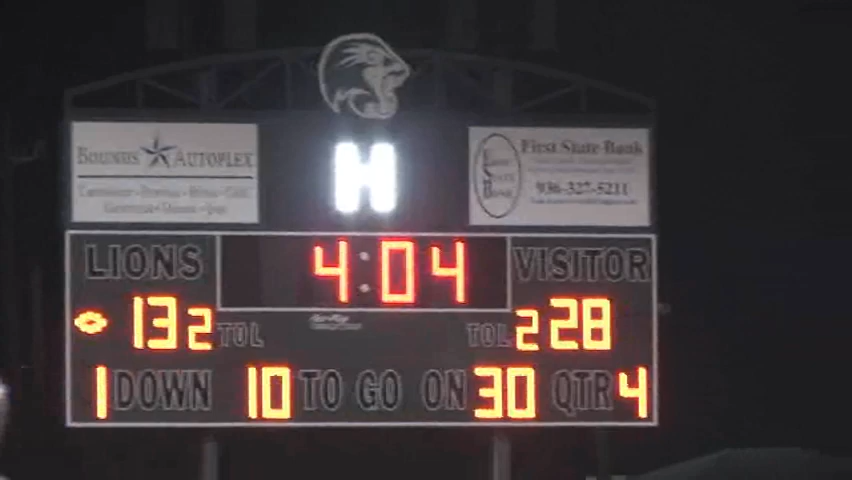 BOUNDS AUTOPLEX
H
First State Bank
936-327-5211
LIONS 4:04 VISITOR
13 2 TOL TOL 2 28
1 DOWN 10 TO GO ON 30 QTR 4